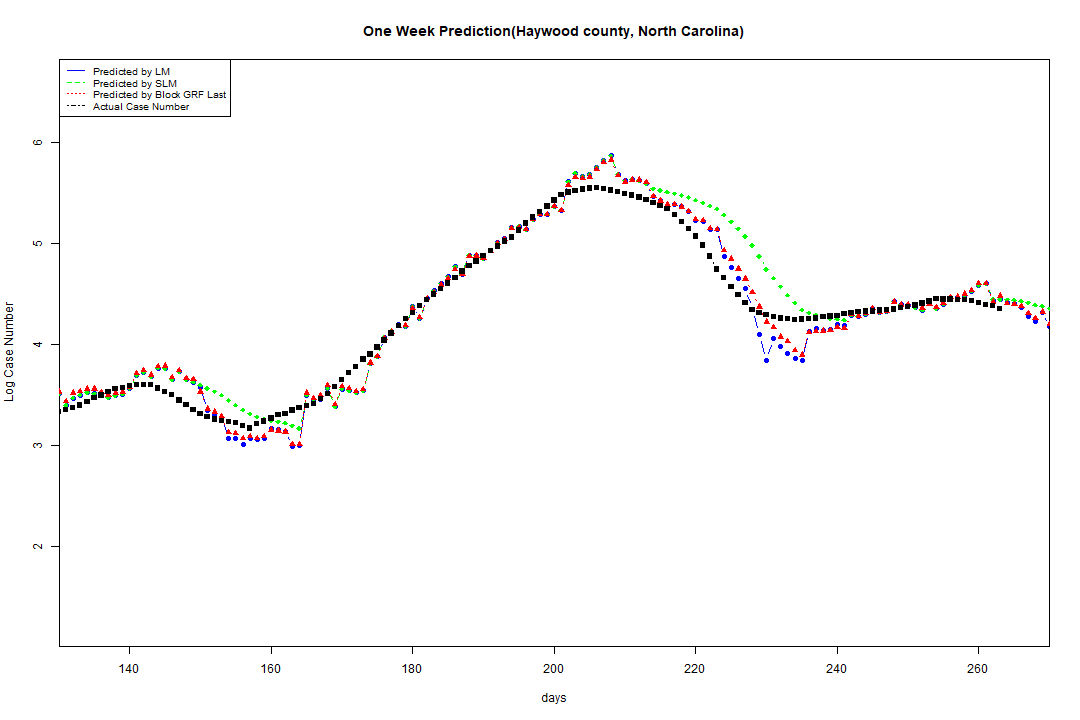 One Week Prediction(Haywood county, North Carolina)
Predicted by LM
Predicted by SLM
Predicted by Block GRF Last
Actual Case Number
6
5
4
3
2
Log Case Number
140 160 180 200 220 240 260
days